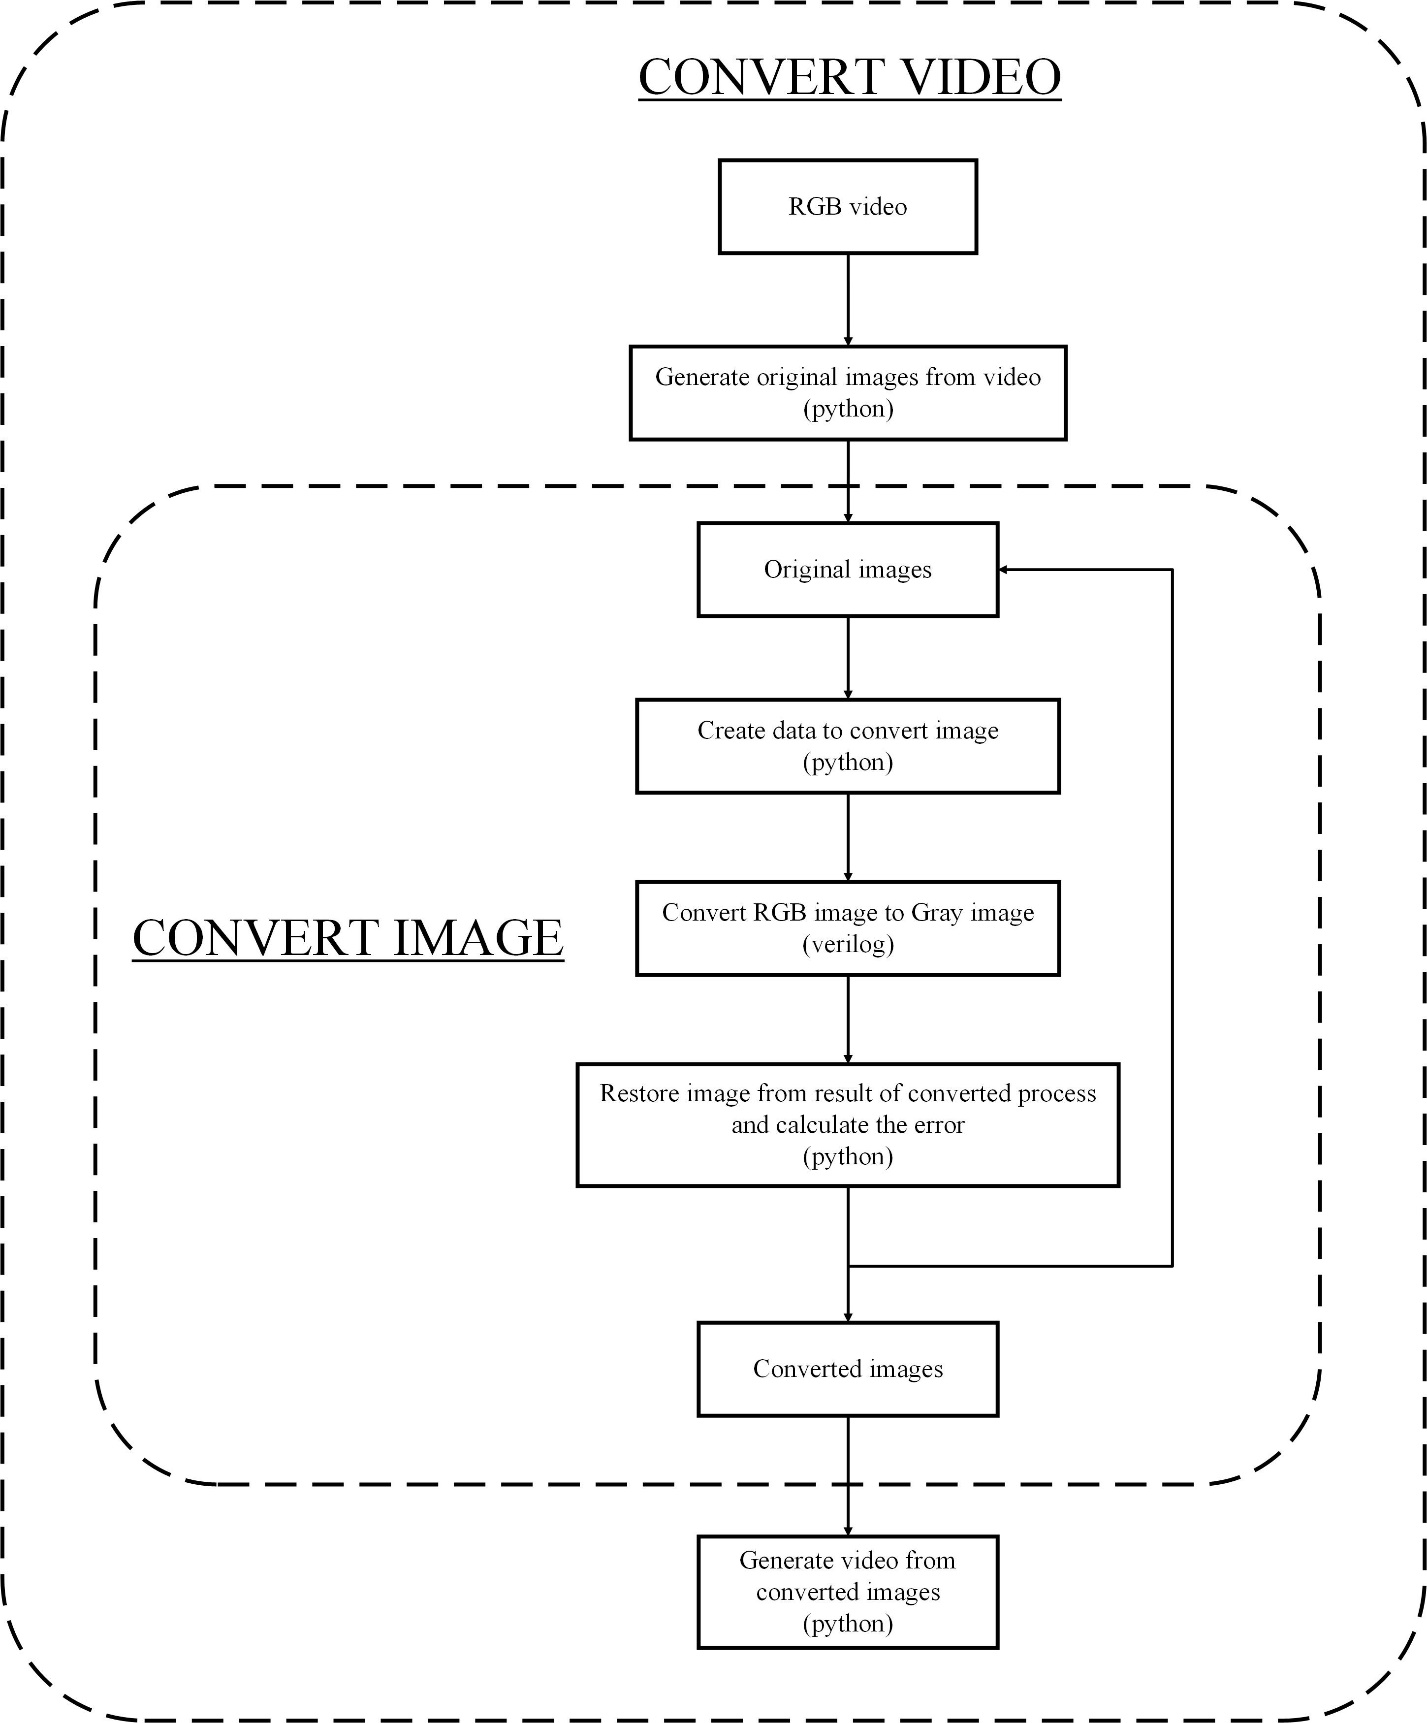 CONVERT VIDEO
RGB video
Generate original images from video
(python)
Original images
Create data to convert image
(python)
Convert RGB image to Gray image
(verilog)
CONVERT IMAGE
Restore image from result of converted process
and calculate the error
(python)
Converted images
Generate video from
converted images
(python)